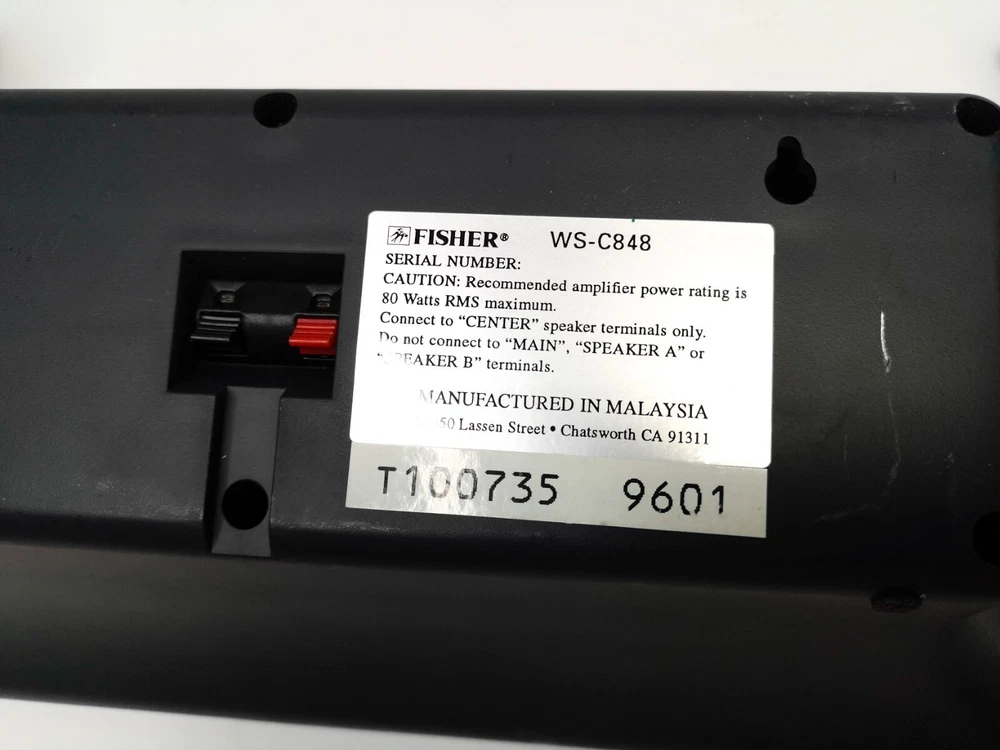 FISHER® WS-C848
SERIAL NUMBER:
CAUTION: Recommended amplifier power rating is
80 Watts RMS maximum.
Connect to “CENTER” speaker terminals only.
Do not connect to “MAIN”, “SPEAKER A” or
“SPEAKER B” terminals.
MANUFACTURED IN MALAYSIA
50 Lassen Street • Chatsworth CA 91311
T100735 9601